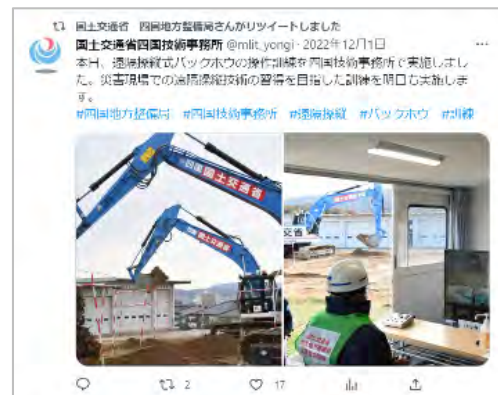 国土交通省 四国地方整備局さんがリツイートしました
国土交通省四国技術事務所 @mlit_yongi・2022年12月1日
本日、遠隔操縦式バックホウの操作訓練を四国技術事務所で実施しまし
た。災害現場での遠隔操縦技術の習得を目指した訓練を明日も実施しま
す。
#四国地方整備局 #四国技術事務所 #遠隔操縦 #バックホウ #訓練
国土交通省
国土交通省
交省
2
17